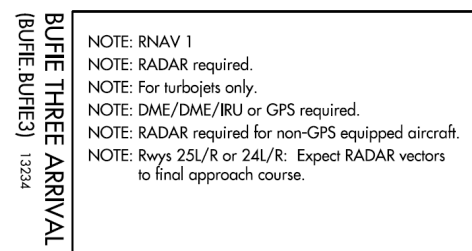 BUFIE THREE ARRIVAL
(BUFIE.BUFIE3) 13234
NOTE: RNAV 1
NOTE: RADAR required.
NOTE: For turbojets only.
NOTE: DME/DME/IRU or GPS required.
NOTE: RADAR required for non-GPS equipped aircraft.
NOTE: Rwys 25L/R or 24L/R: Expect RADAR vectors
to final approach course.